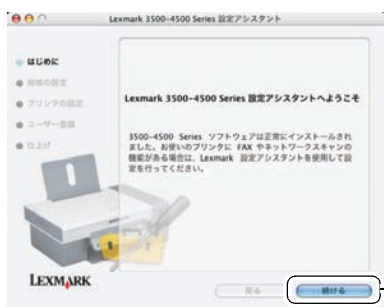 Lexmark 3500-4500 Series 設定アシスタント
はじめに
地域の設定
プリンタの設定
ユーザー登録
仕上げ
Lexmark 3500-4500 Series 設定アシスタントへようこそ
3500-4500 Series ソフトウェアは正常にインストールされ
ました。お使いのプリンタに FAX やネットワークスキャンの
機能がある場合は、Lexmark 設定アシスタントを使用して設
定を行ってください。
LEXMARK
戻る
続ける